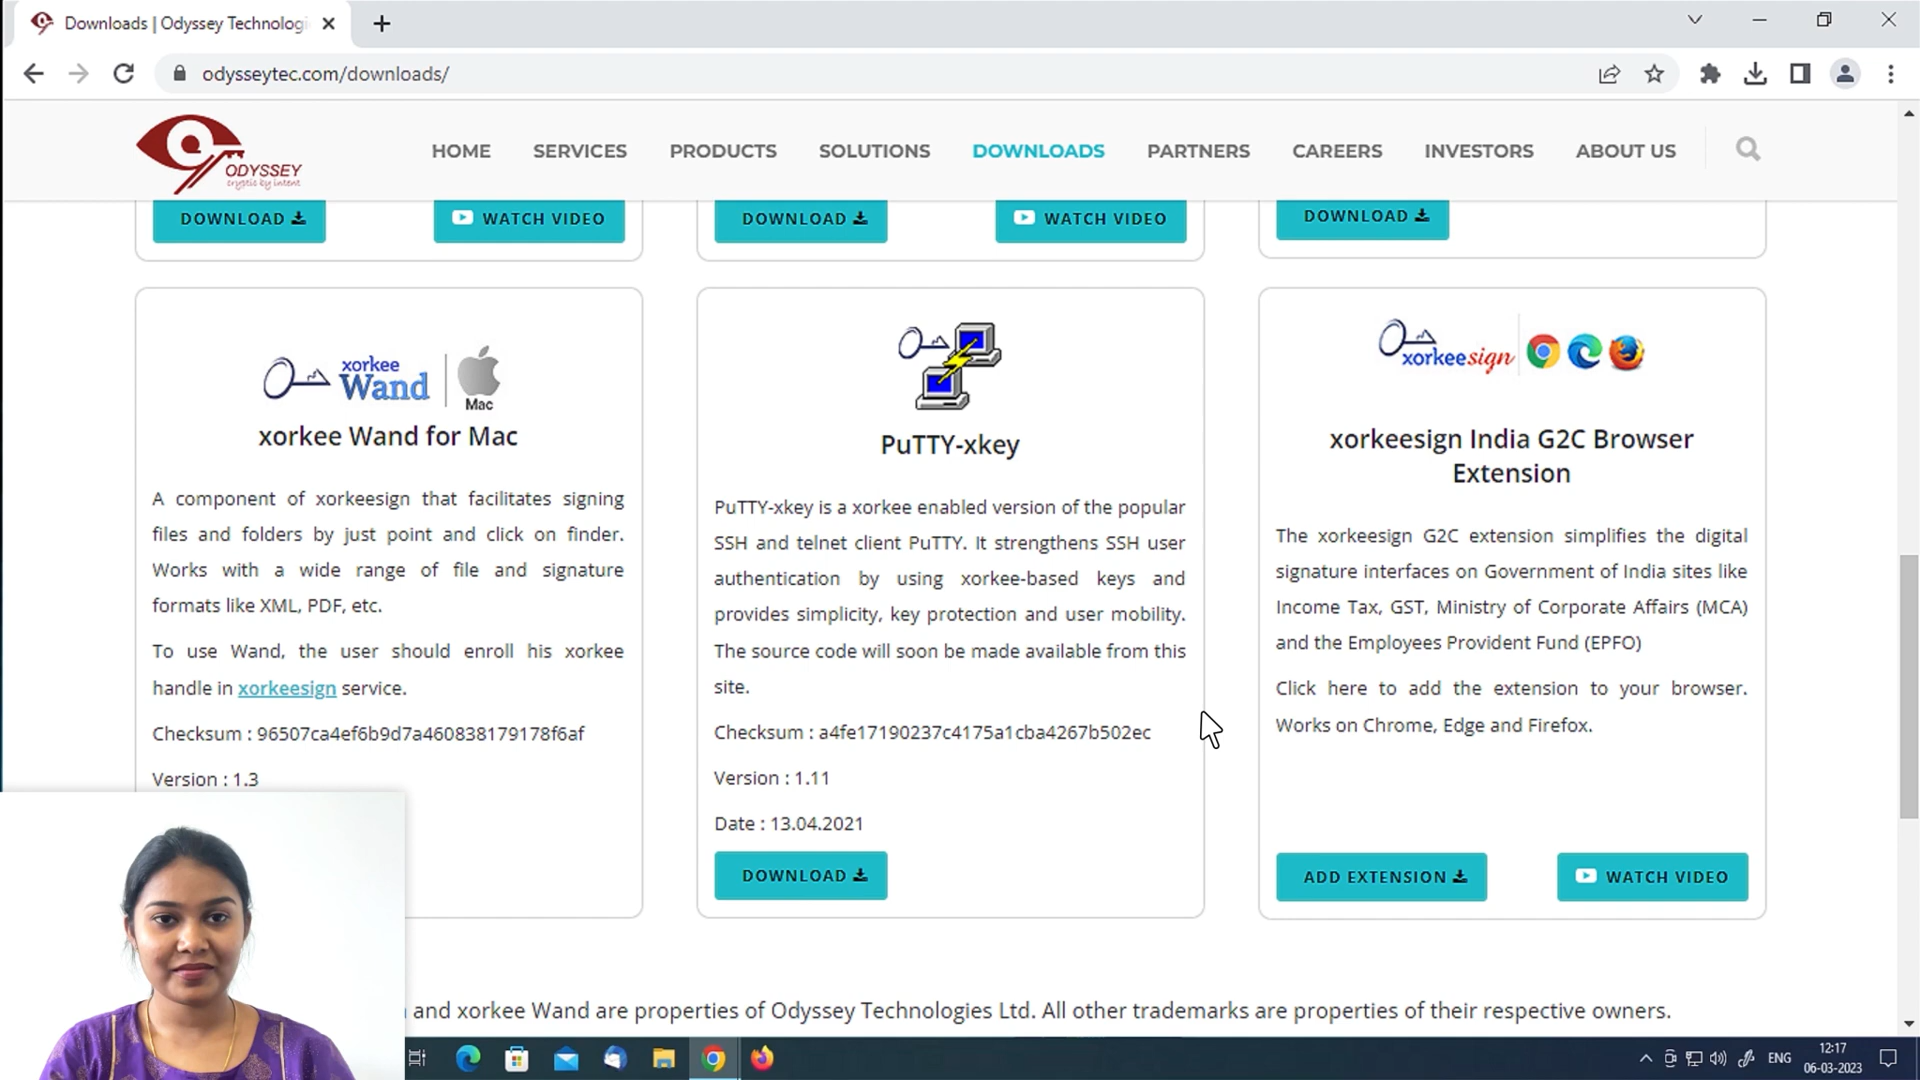 Downloads | Odyssey Technologi
odysseytec.com/downloads/
ODYSSEY
cryptic by intent
HOME
SERVICES
PRODUCTS
SOLUTIONS
DOWNLOADS
PARTNERS
CAREERS
INVESTORS
ABOUT US
DOWNLOAD
WATCH VIDEO
DOWNLOAD
WATCH VIDEO
DOWNLOAD
xorkee
Wand
Mac
xorkee Wand for Mac
A component of xorkeesign that facilitates signing
files and folders by just point and click on finder.
Works with a wide range of file and signature
formats like XML, PDF, etc.
To use Wand, the user should enroll his xorkee
handle in xorkeesign service.
Checksum : 96507ca4ef6b9d7a460838179178f6af
Version : 1.3
PuTTY-xkey
PuTTY-xkey is a xorkee enabled version of the popular
SSH and telnet client PuTTY. It strengthens SSH user
authentication by using xorkee-based keys and
provides simplicity, key protection and user mobility.
The source code will soon be made available from this
site.
Checksum : a4fe17190237c4175a1cba4267b502ec
Version : 1.11
Date : 13.04.2021
DOWNLOAD
xorkeesign
xorkeesign India G2C Browser
Extension
The xorkeesign G2C extension simplifies the digital
signature interfaces on Government of India sites like
Income Tax, GST, Ministry of Corporate Affairs (MCA)
and the Employees Provident Fund (EPFO)
Click here to add the extension to your browser.
Works on Chrome, Edge and Firefox.
ADD EXTENSION
WATCH VIDEO
and xorkee Wand are properties of Odyssey Technologies Ltd. All other trademarks are properties of their respective owners.
ENG
12:17
06-03-2023